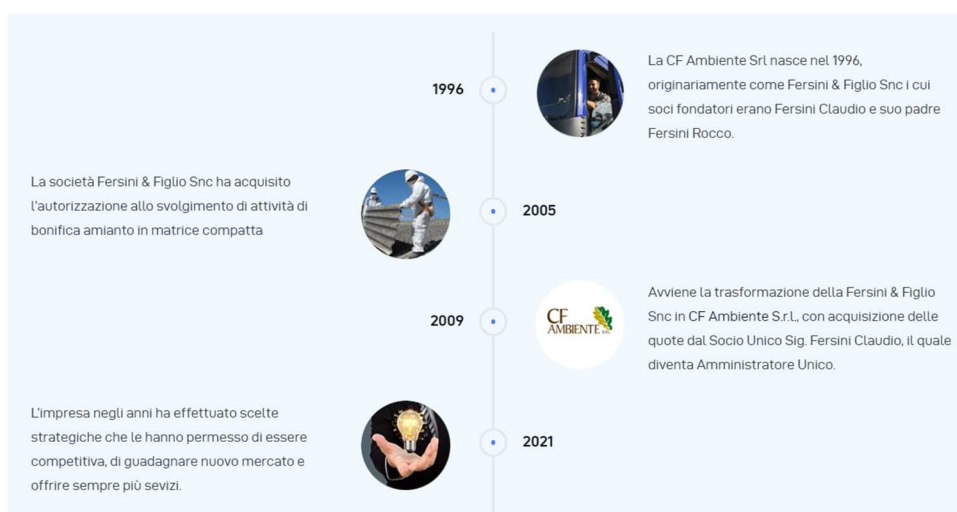 1996
La CF Ambiente Srl nasce nel 1996,
originariamente come Fersini & Figlio Snc i cui
soci fondatori erano Fersini Claudio e suo padre
Fersini Rocco.
La società Fersini & Figlio Snc ha acquisito
l'autorizzazione allo svolgimento di attività di
bonifica amianto in matrice compatta
2005
2009
CF
AMBIENTE SRL
Avviene la trasformazione della Fersini & Figlio
Snc in CF Ambiente S.r.l., con acquisizione delle
quote dal Socio Unico Sig. Fersini Claudio, il quale
diventa Amministratore Unico.
L'impresa negli anni ha effettuato scelte
strategiche che le hanno permesso di essere
competitiva, di guadagnare nuovo mercato e
offrire sempre più sevizi.
2021